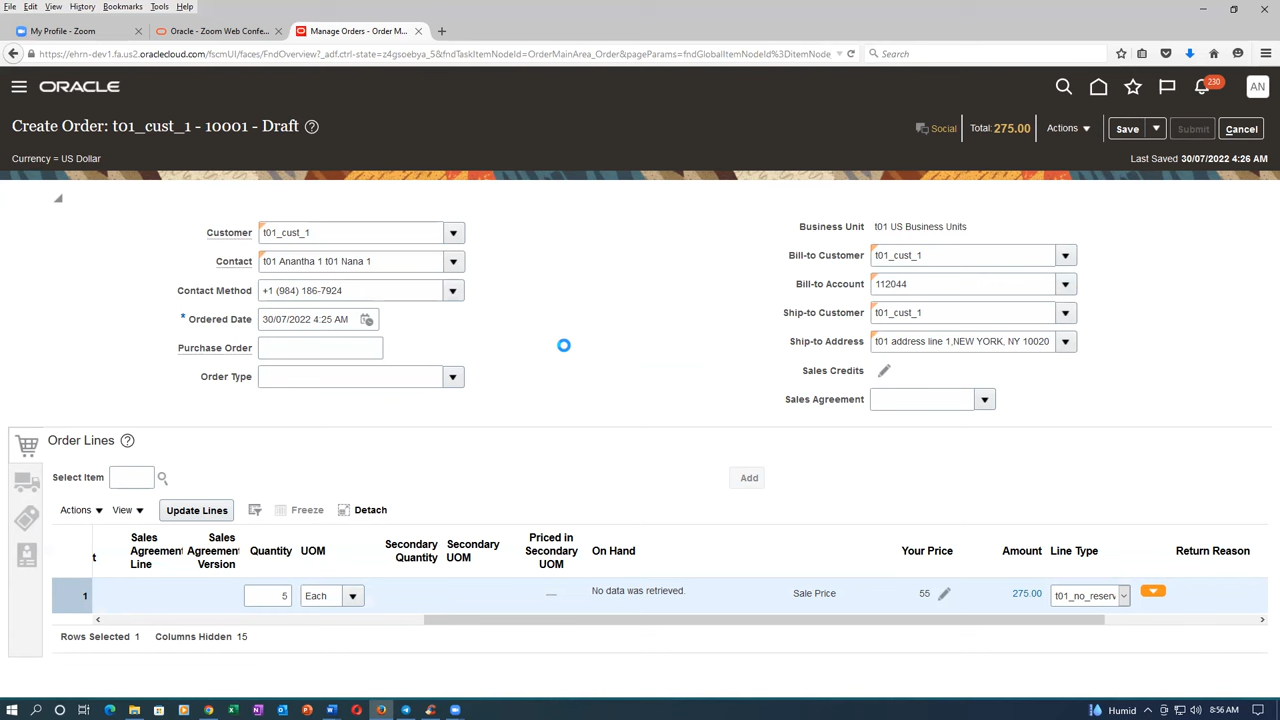 File Edit View History Bookmarks Tools Help
My Profile - Zoom × Oracle - Zoom Web Confe... × Manage Orders - Order M... × +
https://ehrn-dev1.fa.us2.oraclecloud.com/fscmUI/faces/FndOverview?_adf.ctrl-state=z4gsoebya_5&fndTaskItemNodeId=OrderMainArea_Order&pageParams=fndGlobalItemNodeId%3DitemNode Search
ORACLE 230 AN
Create Order: t01_cust_1 - 10001 - Draft ? Social Total: 275.00 Actions Save Submit Cancel
Currency = US Dollar Last Saved 30/07/2022 4:26 AM
Customer t01_cust_1 Business Unit t01 US Business Units
Contact t01 Anantha 1 t01 Nana 1 Bill-to Customer t01_cust_1
Contact Method +1 (984) 186-7924 Bill-to Account 112044
* Ordered Date 30/07/2022 4:25 AM Ship-to Customer t01_cust_1
Purchase Order Ship-to Address t01 address line 1,NEW YORK, NY 10020
Order Type Sales Credits
Sales Agreement
Order Lines ?
Select Item Add
Actions View Update Lines Freeze Detach
t Sales Agreement Line Sales Agreement Version Quantity UOM Secondary Quantity Secondary UOM Priced in Secondary UOM On Hand Your Price Amount Line Type Return Reason
1 5 Each — No data was retrieved. Sale Price 55 275.00 t01_no_reserv
Rows Selected 1 Columns Hidden 15
Humid 8:56 AM